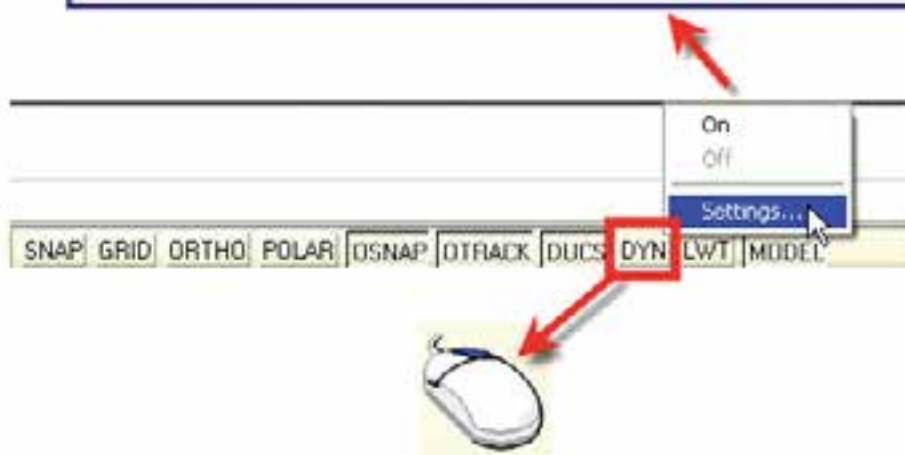 On
Off
Settings...
SNAP GRID ORTHO POLAR OSNAP OTRACK DUCS DYN LWT MODEL